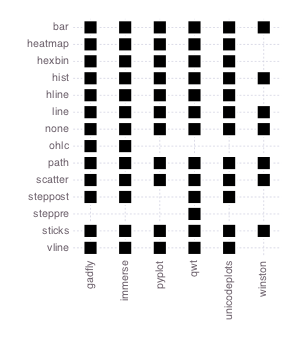 bar
heatmap
hexbin
hist
hline
line
none
ohlc
path
scatter
steppost
steppre
sticks
vline
gadfly
immerse
pyplot
qwt
unicodeplots
winston